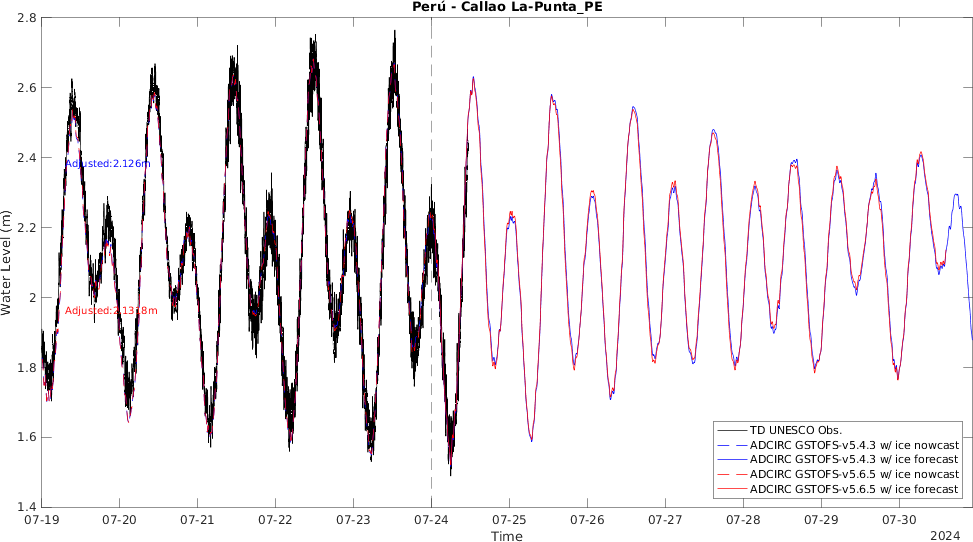 Perú - Callao La-Punta_PE
2.8
2.6
2.4
2.2
2
1.8
1.6
1.4
Water Level (m)
Adjusted:2.126m
Adjusted:2.1318m
TD UNESCO Obs.
ADCIRC GSTOFS-v5.4.3 w/ ice nowcast
ADCIRC GSTOFS-v5.4.3 w/ ice forecast
ADCIRC GSTOFS-v5.6.5 w/ ice nowcast
ADCIRC GSTOFS-v5.6.5 w/ ice forecast
07-19 07-20 07-21 07-22 07-23 07-24 07-25 07-26 07-27 07-28 07-29 07-30
Time
2024